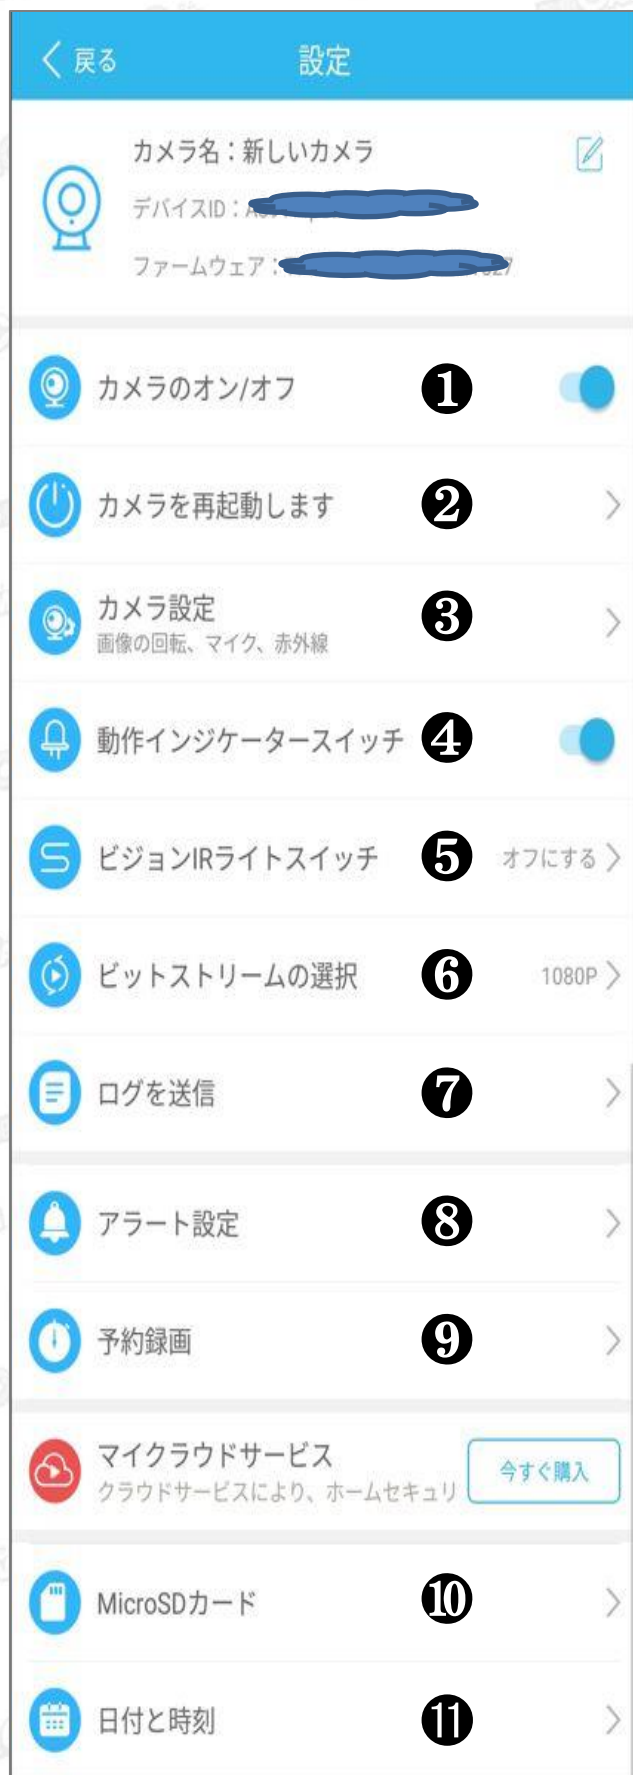 戻る
設定
カメラ名：新しいカメラ
デバイスID：
ファームウェア：
カメラのオン/オフ ❶
カメラを再起動します ❷
カメラ設定 ❸
画像の回転、マイク、赤外線
動作インジケータースイッチ ❹
ビジョンIRライトスイッチ ❺ オフにする
ビットストリームの選択 ❻ 1080P
ログを送信 ❼
アラート設定 ❽
予約録画 ❾
マイクラウドサービス
クラウドサービスにより、ホームセキュリ
今すぐ購入
MicroSDカード ❿
日付と時刻 ⓫